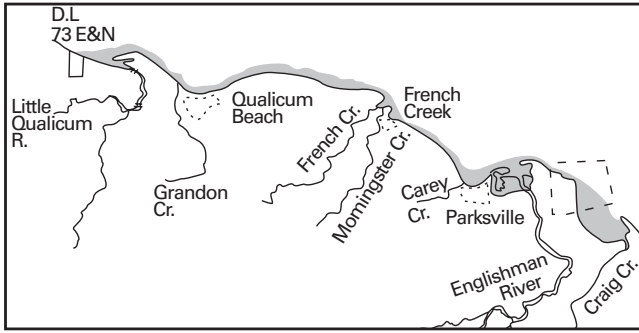 D.L
73 E&N
Little
Qualicum
R.
Qualicum
Beach
Grandon
Cr.
French Cr.
Morningster Cr.
French
Creek
Carey
Cr.
Parksville
Englishman
River
Craig Cr.